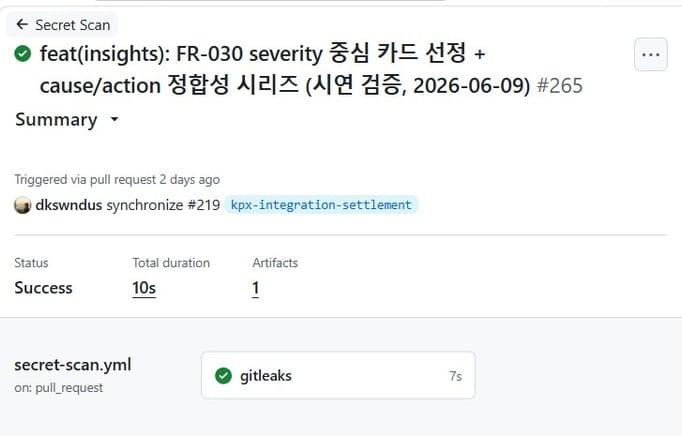 ← Secret Scan
feat(insights): FR-030 severity 중심 카드 선정 +
cause/action 정합성 시리즈 (시연 검증, 2026-06-09) #265
...
Summary
Triggered via pull request 2 days ago
dkswndus synchronize #219 kpx-integration-settlement
Status Total duration Artifacts
Success 10s 1
secret-scan.yml
on: pull_request
gitleaks 7s